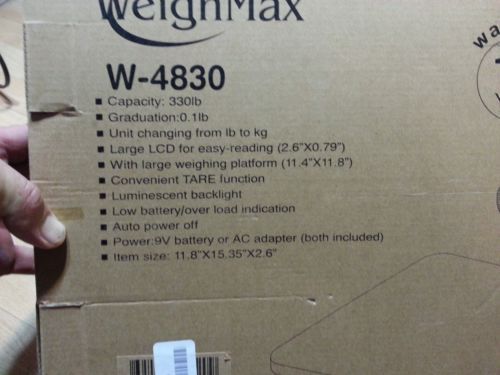 WeighMax
W-4830
■ Capacity: 330lb
■ Graduation:0.1lb
■ Unit changing from lb to kg
■ Large LCD for easy-reading (2.6"X0.79")
■ With large weighing platform (11.4"X11.8")
■ Convenient TARE function
■ Luminescent backlight
■ Low battery/over load indication
■ Auto power off
■ Power:9V battery or AC adapter (both included)
■ Item size: 11.8"X15.35"X2.6"
wa